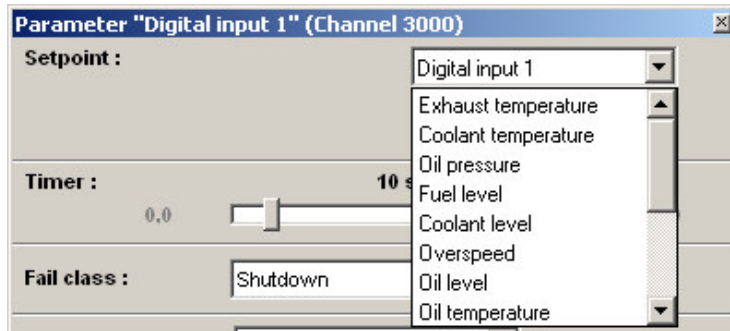 Parameter "Digital input 1" (Channel 3000)
Setpoint :
Digital input 1
Exhaust temperature
Coolant temperature
Oil pressure
Fuel level
Coolant level
Overspeed
Oil level
Oil temperature
Timer :
10 s
0,0
Fail class :
Shutdown